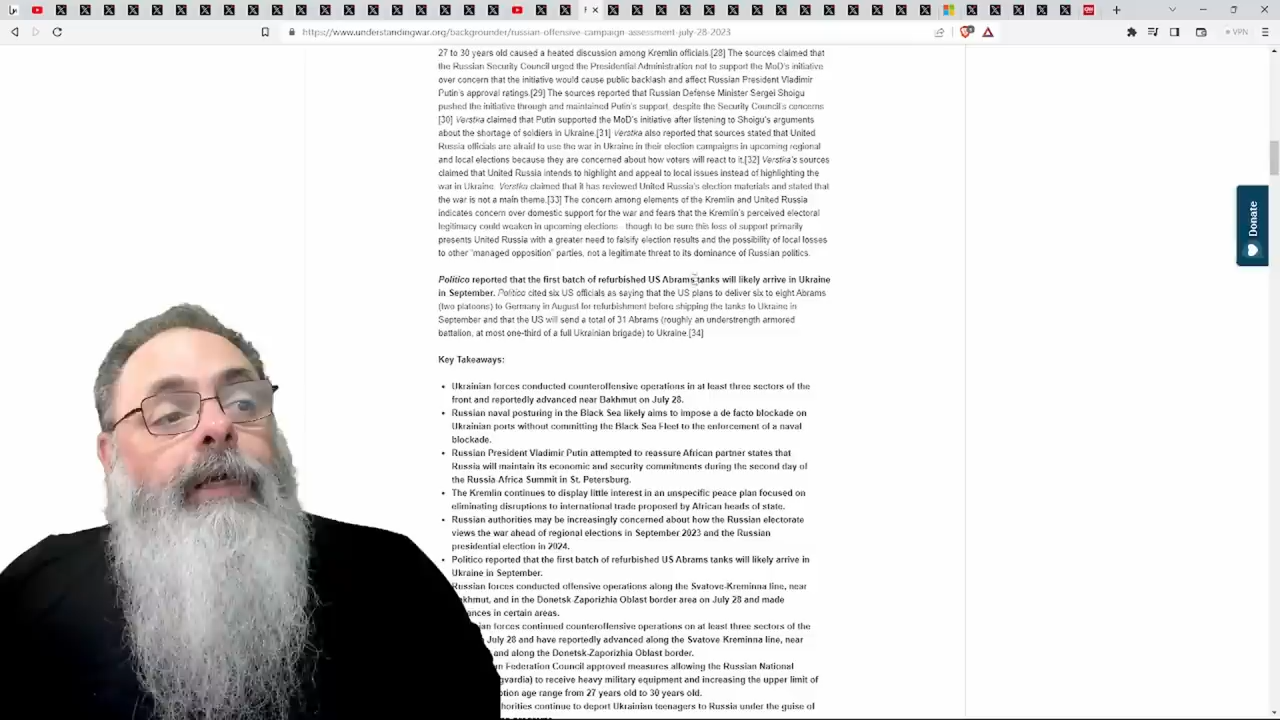 https://www.understandingwar.org/backgrounder/russian-offensive-campaign-assessment-july-28-2023
VPN
27 to 30 years old caused a heated discussion among Kremlin officials.[28] The sources claimed that
the Russian Security Council urged the Presidential Administration not to support the MoD's initiative
over concern that the initiative would cause public backlash and affect Russian President Vladimir
Putin's approval ratings.[29] The sources reported that Russian Defense Minister Sergei Shoigu
pushed the initiative through and maintained Putin's support, despite the Security Council's concerns
[30] Verstka claimed that Putin supported the MoD's initiative after listening to Shoigu's arguments
about the shortage of soldiers in Ukraine.[31] Verstka also reported that sources stated that United
Russia officials are afraid to use the war in Ukraine in their election campaigns in upcoming regional
and local elections because they are concerned about how voters will react to it.[32] Verstka's sources
claimed that United Russia intends to highlight and appeal to local issues instead of highlighting the
war in Ukraine. Verstka claimed that it has reviewed United Russia's election materials and stated that
the war is not a main theme.[33] The concern among elements of the Kremlin and United Russia
indicates concern over domestic support for the war and fears that the Kremlin's perceived electoral
legitimacy could weaken in upcoming elections - though to be sure this loss of support primarily
presents United Russia with a greater need to falsify election results and the possibility of local losses
to other "managed opposition" parties, not a legitimate threat to its dominance of Russian politics.
Donate
Politico reported that the first batch of refurbished US Abrams tanks will likely arrive in Ukraine
in September. Politico cited six US officials as saying that the US plans to deliver six to eight Abrams
(two platoons) to Germany in August for refurbishment before shipping the tanks to Ukraine in
September and that the US will send a total of 31 Abrams (roughly an understrength armored
battalion, at most one-third of a full Ukrainian brigade) to Ukraine.[34]
Key Takeaways:
• Ukrainian forces conducted counteroffensive operations in at least three sectors of the
front and reportedly advanced near Bakhmut on July 28.
• Russian naval posturing in the Black Sea likely aims to impose a de facto blockade on
Ukrainian ports without committing the Black Sea Fleet to the enforcement of a naval
blockade.
• Russian President Vladimir Putin attempted to reassure African partner states that
Russia will maintain its economic and security commitments during the second day of
the Russia-Africa Summit in St. Petersburg.
• The Kremlin continues to display little interest in an unspecific peace plan focused on
eliminating disruptions to international trade proposed by African heads of state.
• Russian authorities may be increasingly concerned about how the Russian electorate
views the war ahead of regional elections in September 2023 and the Russian
presidential election in 2024.
• Politico reported that the first batch of refurbished US Abrams tanks will likely arrive in
Ukraine in September.
Russian forces conducted offensive operations along the Svatove-Kreminna line, near
akhmut, and in the Donetsk-Zaporizhia Oblast border area on July 28 and made
ances in certain areas.
ian forces continued counteroffensive operations on at least three sectors of the
July 28 and have reportedly advanced along the Svatove Kreminna line, near
and along the Donetsk-Zaporizhia Oblast border.
n Federation Council approved measures allowing the Russian National
gvardia) to receive heavy military equipment and increasing the upper limit of
ption age range from 27 years old to 30 years old.
horities continue to deport Ukrainian teenagers to Russia under the guise of